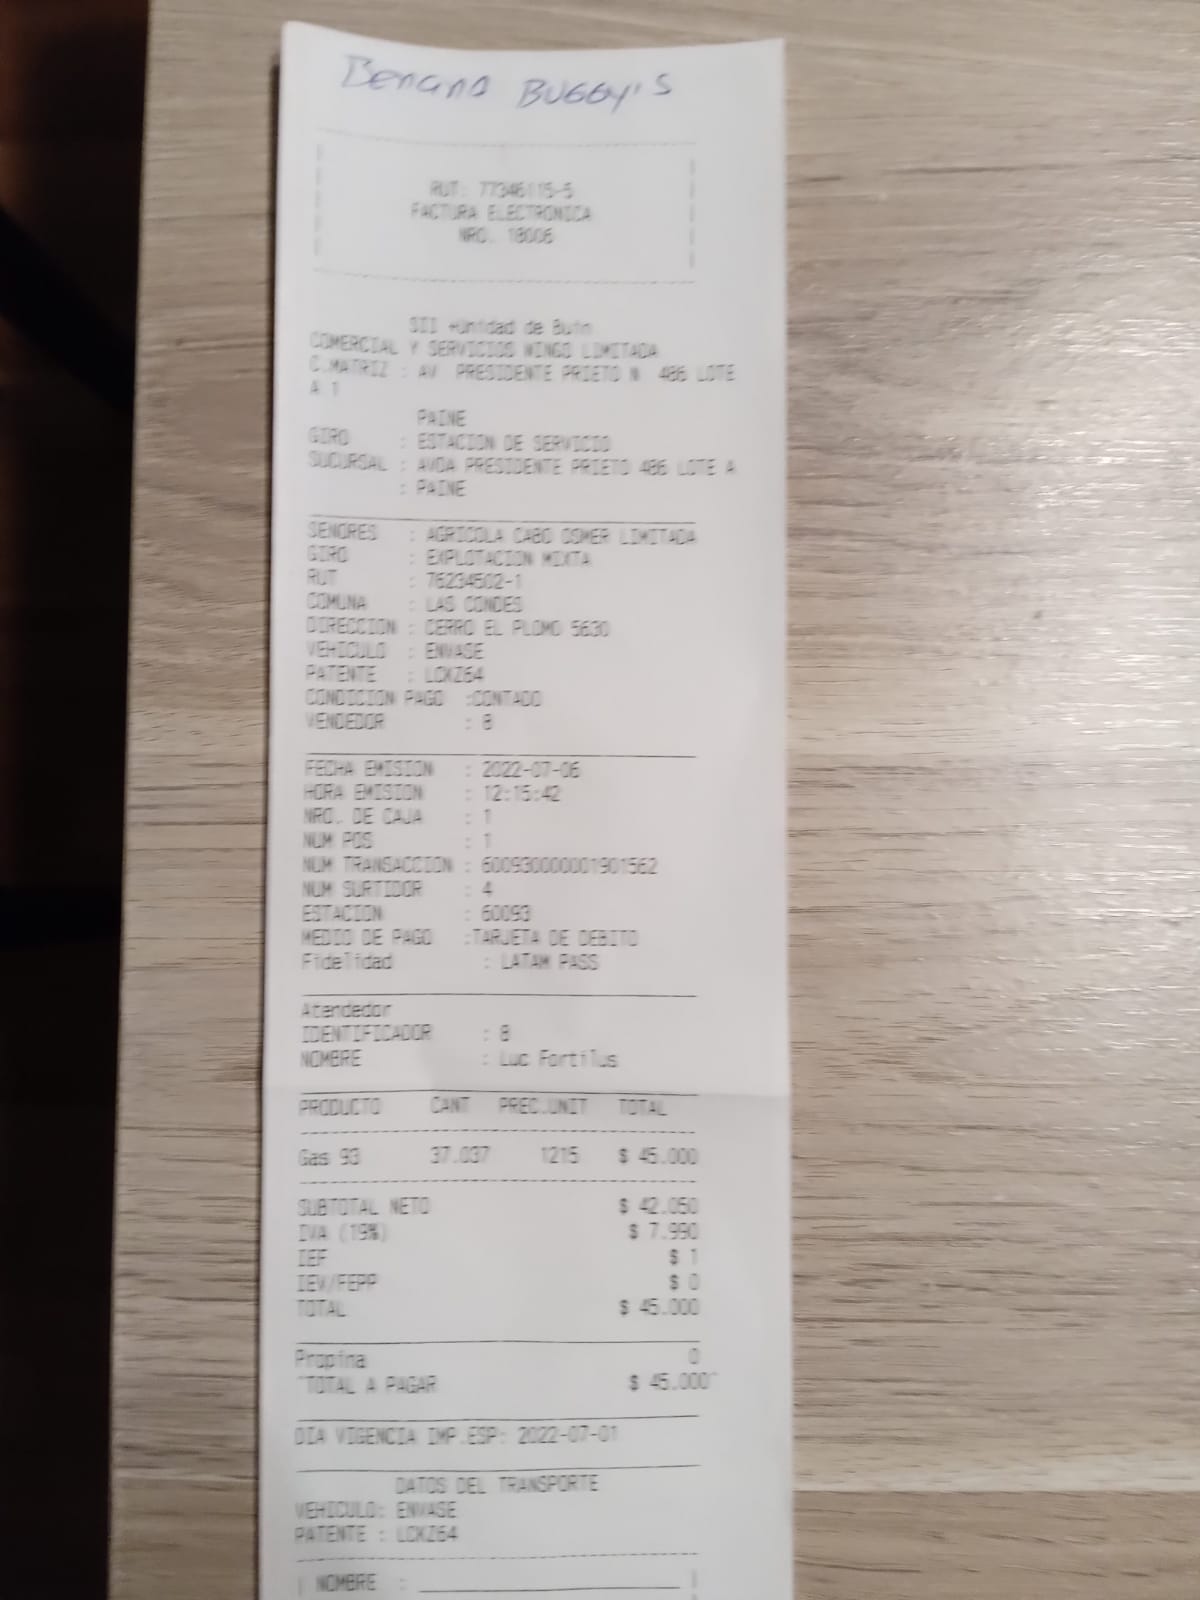 Benana BUGGY'S
RUT: 77346115-5
FACTURA ELECTRONICA
NRO. 18006
SII -Unidad de Buin
COMERCIAL Y SERVICIOS WINGO LIMITADA
C.MATRIZ : AV PRESIDENTE PRIETO N 486 LOTE
A 1
PAINE
GIRO : ESTACION DE SERVICIO
SUCURSAL : AVDA PRESIDENTE PRIETO 486 LOTE A
: PAINE
SENORES : AGRICOLA CABO COMER LIMITADA
GIRO : EXPLOTACION MIXTA
RUT : 76234502-1
COMUNA : LAS CONDES
DIRECCION : CERRO EL PLOMO 5630
VEHICULO : ENVASE
PATENTE : LCKZ64
CONDICION PAGO :CONTADO
VENDEDOR : 8
FECHA EMISION : 2022-07-06
HORA EMISION : 12:15:42
NRO. DE CAJA : 1
NUM POS : 1
NUM TRANSACCION : 6009300000001901562
NUM SURTIDOR : 4
ESTACION : 60093
MEDIO DE PAGO :TARJETA DE DEBITO
Fidelidad : LATAM PASS
Atendedor
IDENTIFICADOR : 8
NOMBRE : Luc Fortilus
PRODUCTO CANT PREC.UNIT TOTAL
Gas 93 37.037 1215 $ 45.000
SUBTOTAL NETO $ 42.050
IVA (19%) $ 7.990
IEF $ 1
IEV/FEPP $ 0
TOTAL $ 45.000
Propina 0
"TOTAL A PAGAR $ 45.000"
DIA VIGENCIA IMP.ESP: 2022-07-01
DATOS DEL TRANSPORTE
VEHICULO: ENVASE
PATENTE : LCKZ64
NOMBRE :